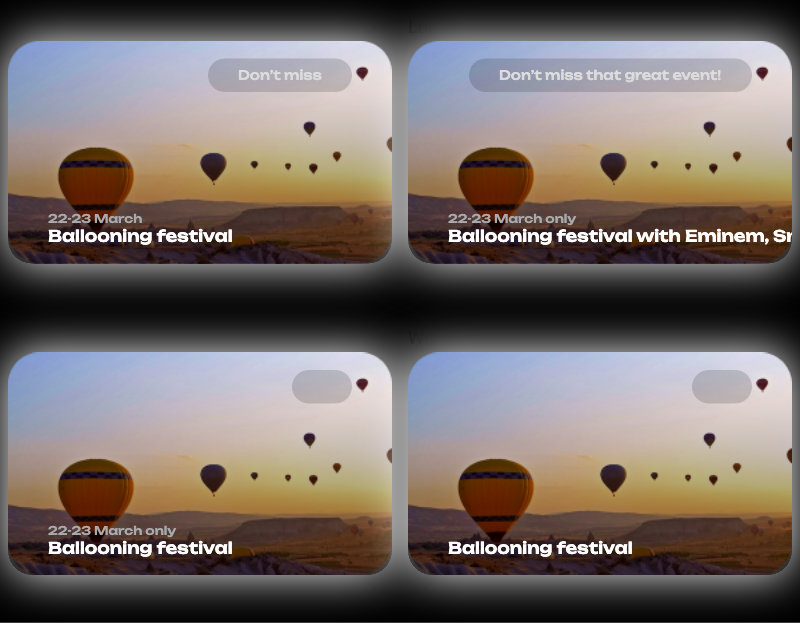 Don't miss
22-23 March
Ballooning festival
Don't miss that great event!
22-23 March only
Ballooning festival with Eminem, Sn
22-23 March only
Ballooning festival
Ballooning festival